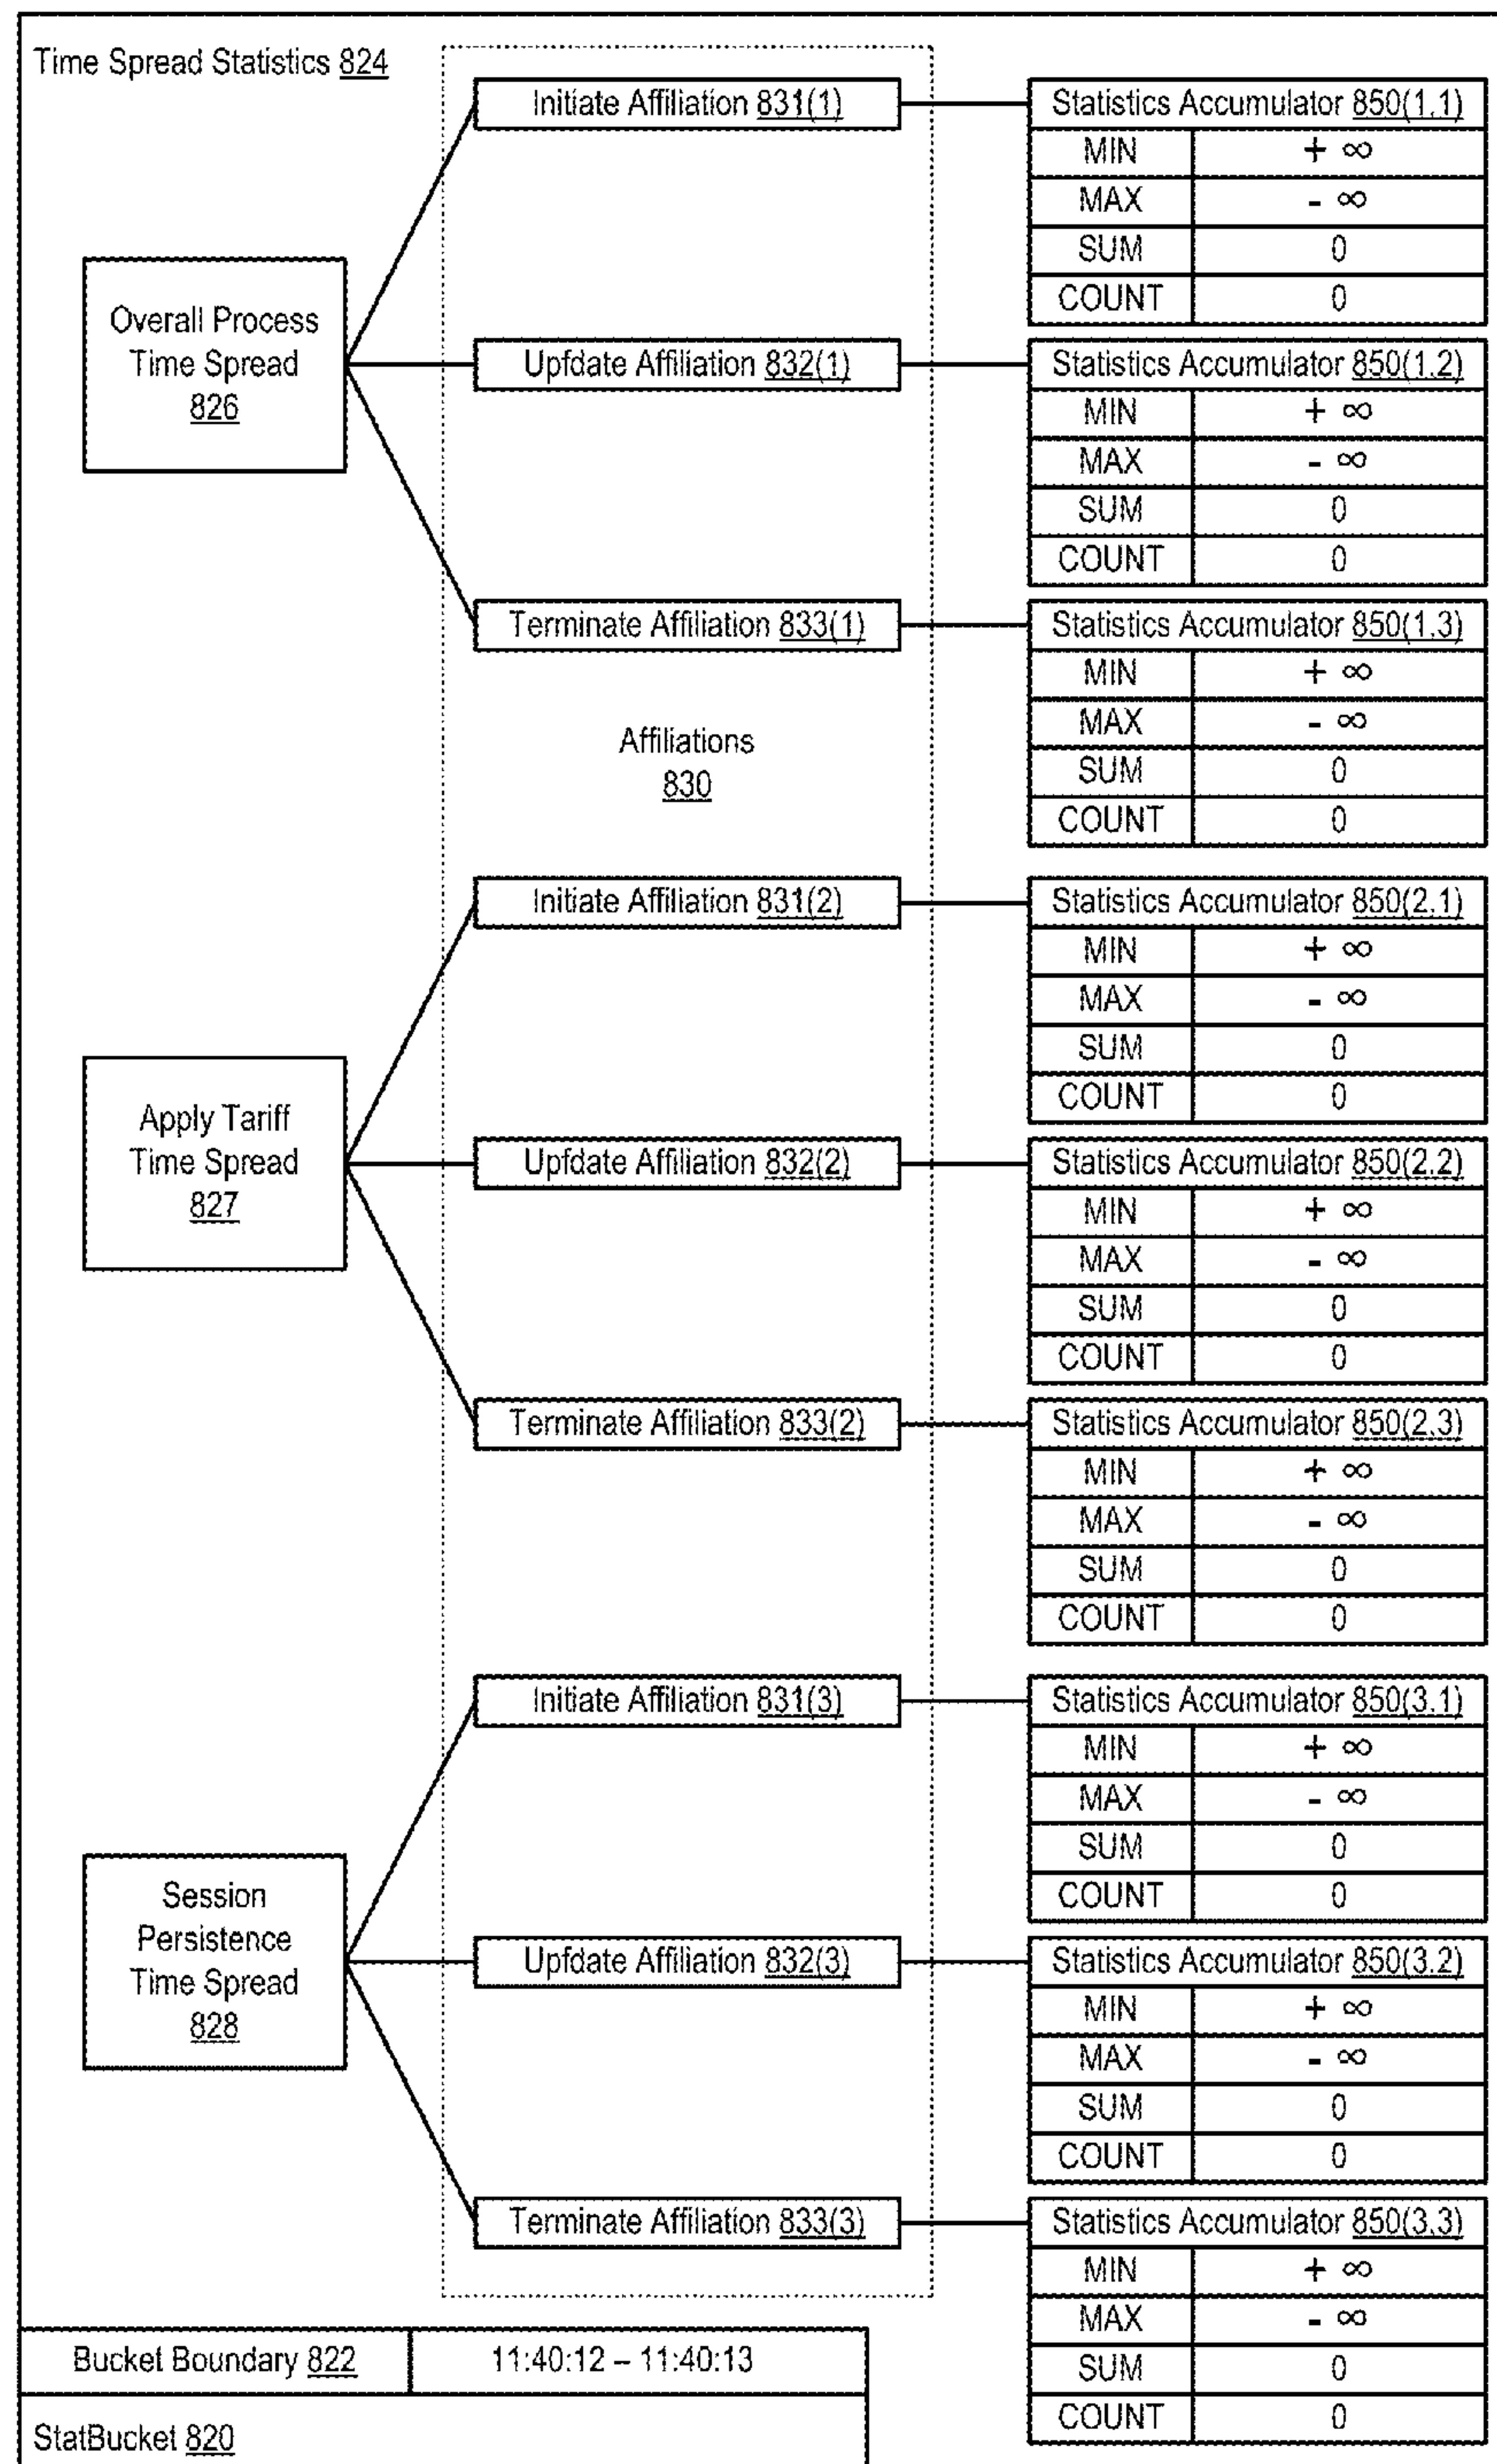 Time Spread Statistics 824
Initiate Affiliation 831(1)
Statistics Accumulator 850(1.1)
MIN + ∞
MAX - ∞
SUM 0
COUNT 0
Overall Process
Time Spread
826
Upfdate Affiliation 832(1)
Statistics Accumulator 850(1.2)
MIN + ∞
MAX - ∞
SUM 0
COUNT 0
Terminate Affiliation 833(1)
Statistics Accumulator 850(1.3)
MIN + ∞
MAX - ∞
SUM 0
COUNT 0
Affiliations
830
Initiate Affiliation 831(2)
Statistics Accumulator 850(2.1)
MIN + ∞
MAX - ∞
SUM 0
COUNT 0
Apply Tariff
Time Spread
827
Upfdate Affiliation 832(2)
Statistics Accumulator 850(2.2)
MIN + ∞
MAX - ∞
SUM 0
COUNT 0
Terminate Affiliation 833(2)
Statistics Accumulator 850(2.3)
MIN + ∞
MAX - ∞
SUM 0
COUNT 0
Initiate Affiliation 831(3)
Statistics Accumulator 850(3.1)
MIN + ∞
MAX - ∞
SUM 0
COUNT 0
Session
Persistence
Time Spread
828
Upfdate Affiliation 832(3)
Statistics Accumulator 850(3.2)
MIN + ∞
MAX - ∞
SUM 0
COUNT 0
Terminate Affiliation 833(3)
Statistics Accumulator 850(3.3)
MIN + ∞
MAX - ∞
SUM 0
COUNT 0
Bucket Boundary 822 11:40:12 – 11:40:13
StatBucket 820